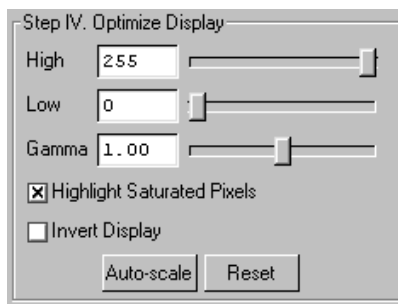 Step IV. Optimize Display
High 255
Low 0
Gamma 1.00
Highlight Saturated Pixels
Invert Display
Auto-scale Reset